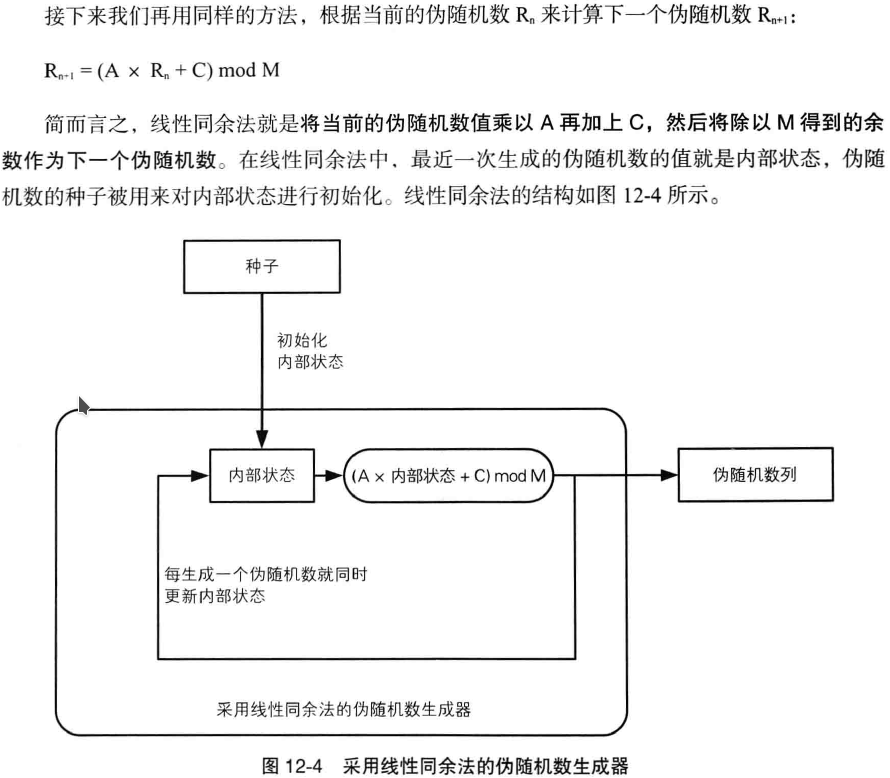 接下来我们再用同样的方法，根据当前的伪随机数 Rn 来计算下一个伪随机数 Rn+1：
Rn+1 = (A × Rn + C) mod M
简而言之，线性同余法就是将当前的伪随机数值乘以 A 再加上 C，然后将除以 M 得到的余
数作为下一个伪随机数。在线性同余法中，最近一次生成的伪随机数的值就是内部状态，伪随
机数的种子被用来对内部状态进行初始化。线性同余法的结构如图 12-4 所示。
种子
初始化
内部状态
内部状态
(A × 内部状态 + C) mod M
伪随机数列
每生成一个伪随机数就同时
更新内部状态
采用线性同余法的伪随机数生成器
图 12-4 采用线性同余法的伪随机数生成器